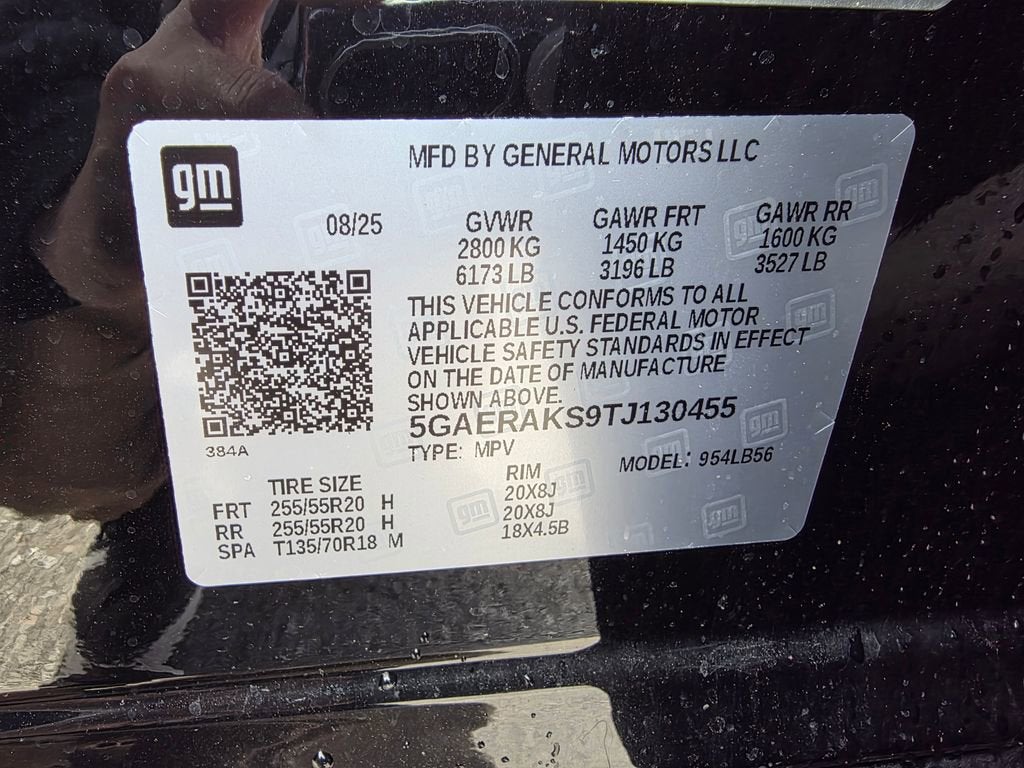 gm
MFD BY GENERAL MOTORS LLC
08/25
GVWR GAWR FRT GAWR RR
2800 KG 1450 KG 1600 KG
6173 LB 3196 LB 3527 LB
THIS VEHICLE CONFORMS TO ALL
APPLICABLE U.S. FEDERAL MOTOR
VEHICLE SAFETY STANDARDS IN EFFECT
ON THE DATE OF MANUFACTURE
SHOWN ABOVE.
5GAERAKS9TJ130455
384A
TYPE: MPV MODEL: 954LB56
TIRE SIZE RIM
FRT 255/55R20 H 20X8J
RR 255/55R20 H 20X8J
SPA T135/70R18 M 18X4.5B